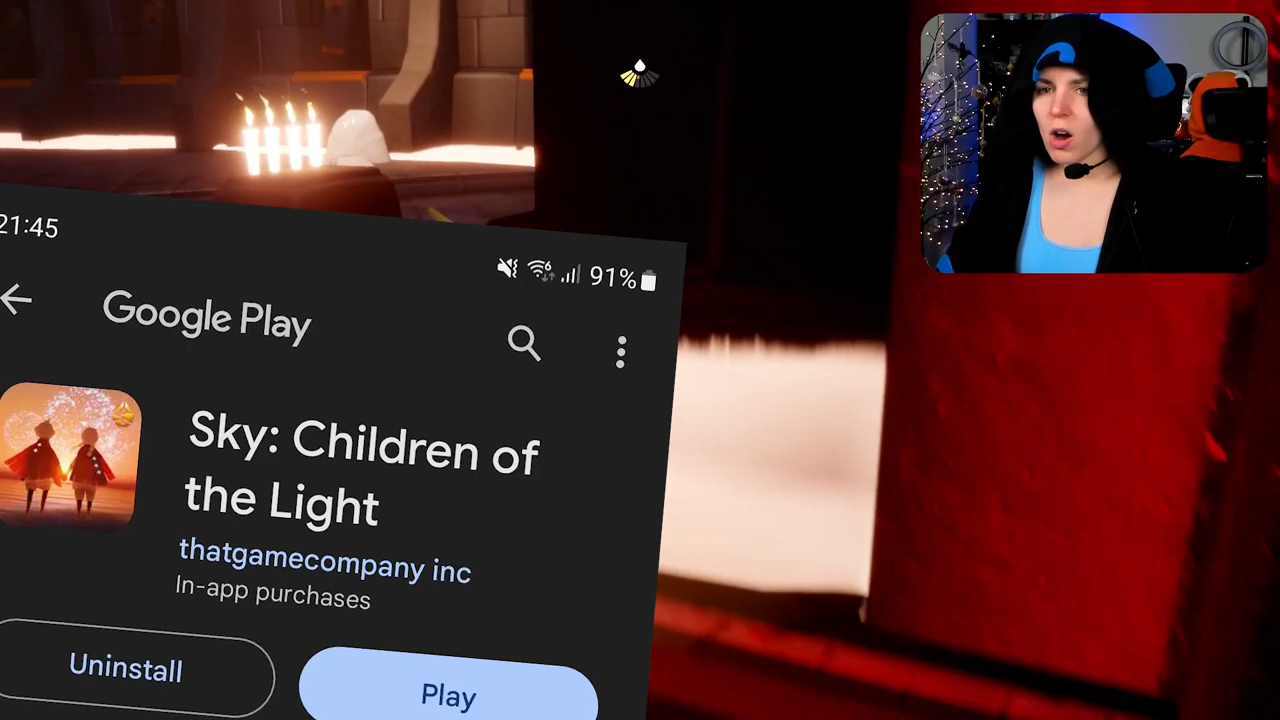 21:45
91%
Google Play
Sky: Children of
the Light
thatgamecompany inc
In-app purchases
Uninstall
Play